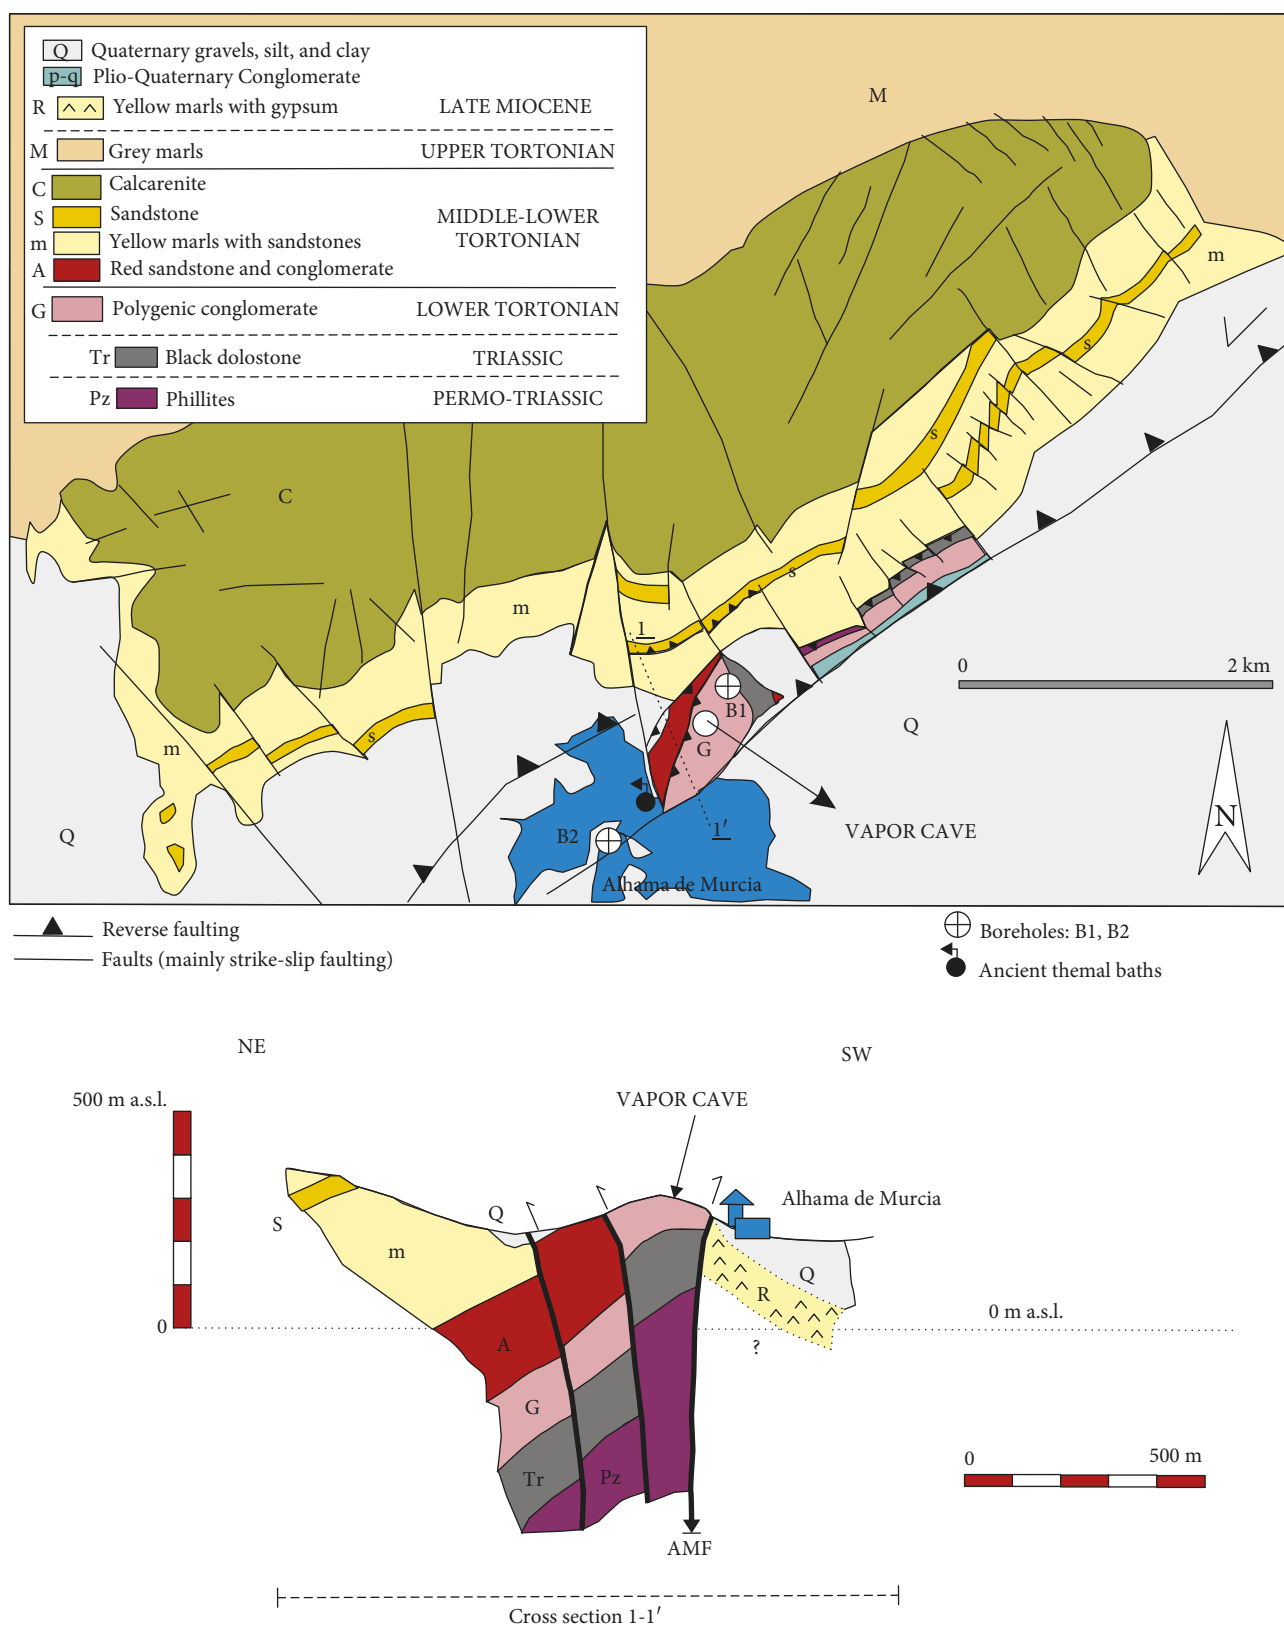 Q Quaternary gravels, silt, and clay
p-q Plio-Quaternary Conglomerate
R Yellow marls with gypsum LATE MIOCENE
M Grey marls UPPER TORTONIAN
C Calcarenite
S Sandstone
MIDDLE-LOWER TORTONIAN
m Yellow marls with sandstones
A Red sandstone and conglomerate
G Polygenic conglomerate LOWER TORTONIAN
Tr Black dolostone TRIASSIC
Pz Phillites PERMO-TRIASSIC
M
m
s
s
C
s
m
1
0 2 km
B1
Q
s
m
G
N
Q
B2
1′
VAPOR CAVE
Alhama de Murcia
Reverse faulting
Faults (mainly strike-slip faulting)
Boreholes: B1, B2
Ancient themal baths
NE SW
500 m a.s.l.
VAPOR CAVE
Alhama de Murcia
S
Q
m
Q
R
0
0 m a.s.l.
A
?
G
Tr
Pz
0 500 m
AMF
Cross section 1-1′